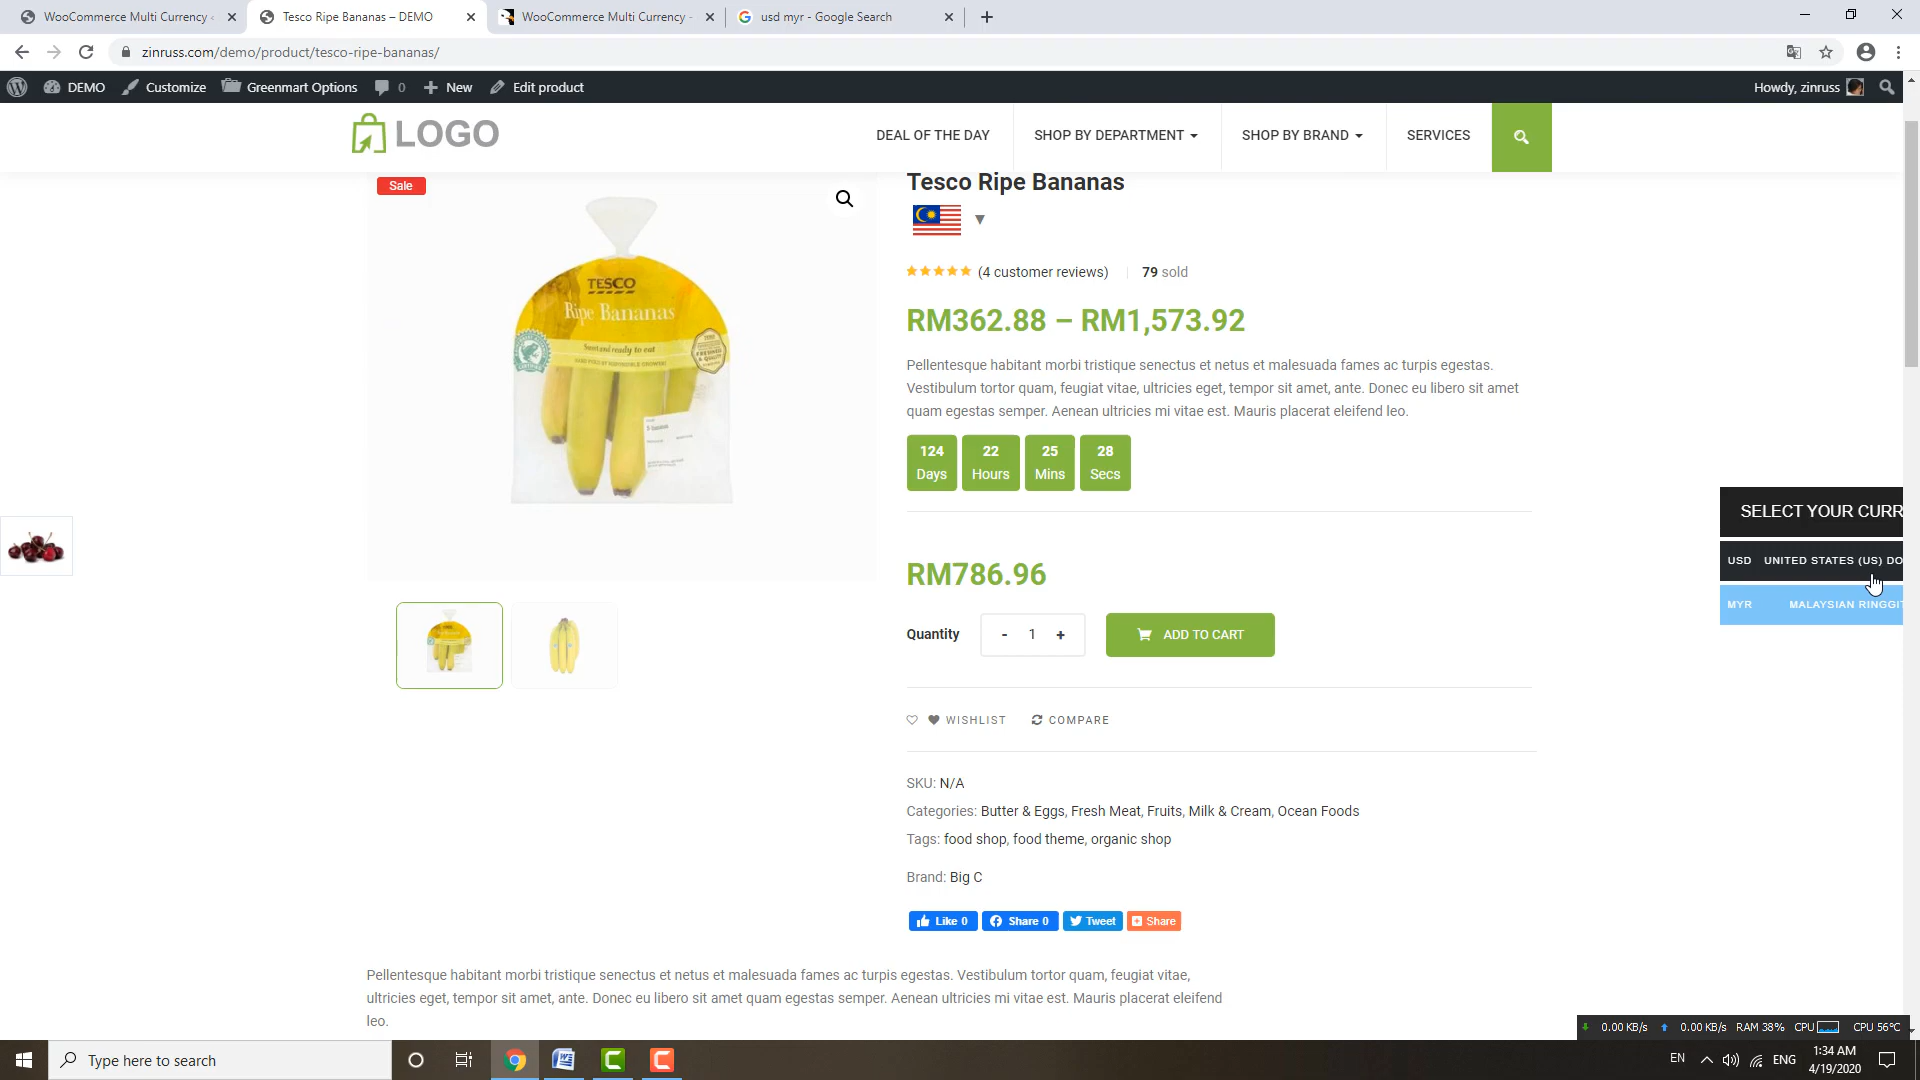 WooCommerce Multi Currency
Tesco Ripe Bananas – DEMO
WooCommerce Multi Currency -
usd myr - Google Search
zinruss.com/demo/product/tesco-ripe-bananas/
DEMO
Customize
Greenmart Options
0
New
Edit product
Howdy, zinruss
LOGO
DEAL OF THE DAY
SHOP BY DEPARTMENT
SHOP BY BRAND
SERVICES
Sale
Tesco Ripe Bananas
(4 customer reviews)
79 sold
RM362.88 – RM1,573.92
Pellentesque habitant morbi tristique senectus et netus et malesuada fames ac turpis egestas.
Vestibulum tortor quam, feugiat vitae, ultricies eget, tempor sit amet, ante. Donec eu libero sit amet
quam egestas semper. Aenean ultricies mi vitae est. Mauris placerat eleifend leo.
124 Days
22 Hours
25 Mins
28 Secs
TESCO
Ripe Bananas
Sweet and ready to eat
SELECT YOUR CURR
USD UNITED STATES (US) DO
MYR MALAYSIAN RINGGIT
RM786.96
Quantity
- 1 +
ADD TO CART
WISHLIST
COMPARE
SKU: N/A
Categories: Butter & Eggs, Fresh Meat, Fruits, Milk & Cream, Ocean Foods
Tags: food shop, food theme, organic shop
Brand: Big C
Like 0
Share 0
Tweet
Share
Pellentesque habitant morbi tristique senectus et netus et malesuada fames ac turpis egestas. Vestibulum tortor quam, feugiat vitae,
ultricies eget, tempor sit amet, ante. Donec eu libero sit amet quam egestas semper. Aenean ultricies mi vitae est. Mauris placerat eleifend
leo.
0.00 KB/s
0.00 KB/s
RAM 38%
CPU
CPU 56°C
Type here to search
EN
ENG
1:34 AM
4/19/2020